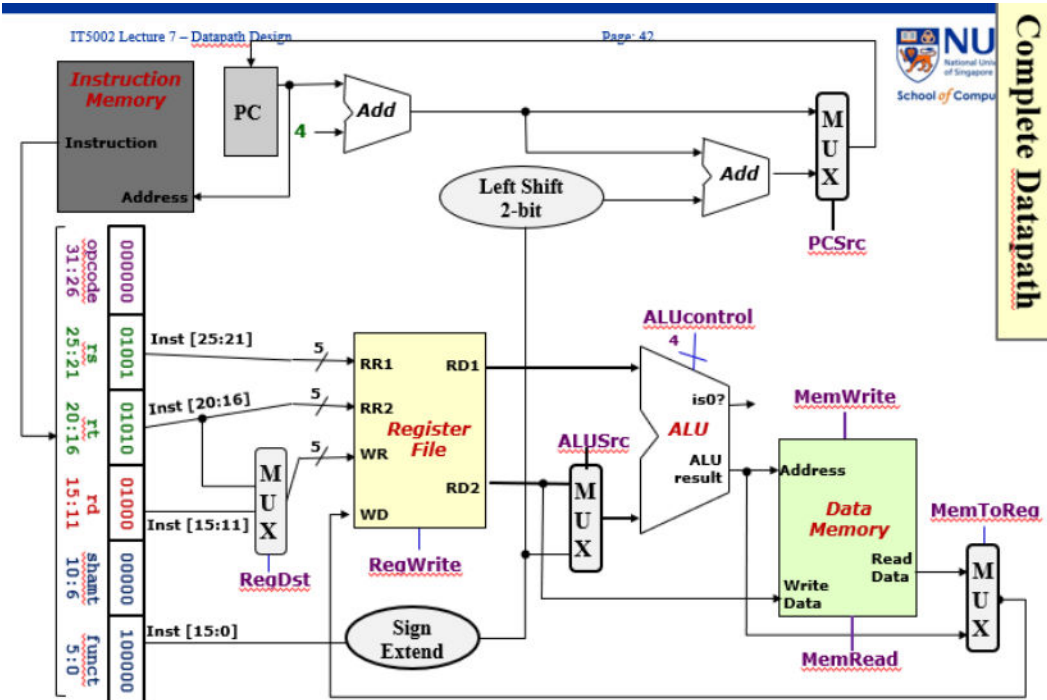 IT5002 Lecture 7 – Datapath Design
Page: 42
NU
National Univ
of Singapore
School of Compu
Complete Datapath
Instruction
Memory
Instruction
Address
PC
4
Add
Left Shift
2-bit
Add
MUX
PCSrc
opcode
31:26
000000
rs
25:21
01001
rt
20:16
01010
rd
15:11
01000
shamt
10:6
00000
funct
5:0
100000
Inst [25:21]
Inst [20:16]
Inst [15:11]
Inst [15:0]
5
5
5
MUX
RegDst
RR1
RR2
WR
WD
RD1
RD2
Register
File
RegWrite
Sign
Extend
ALUSrc
MUX
ALUcontrol
4
is0?
ALU
ALU
result
MemWrite
Address
Data
Memory
Read
Data
Write
Data
MemRead
MemToReg
MUX